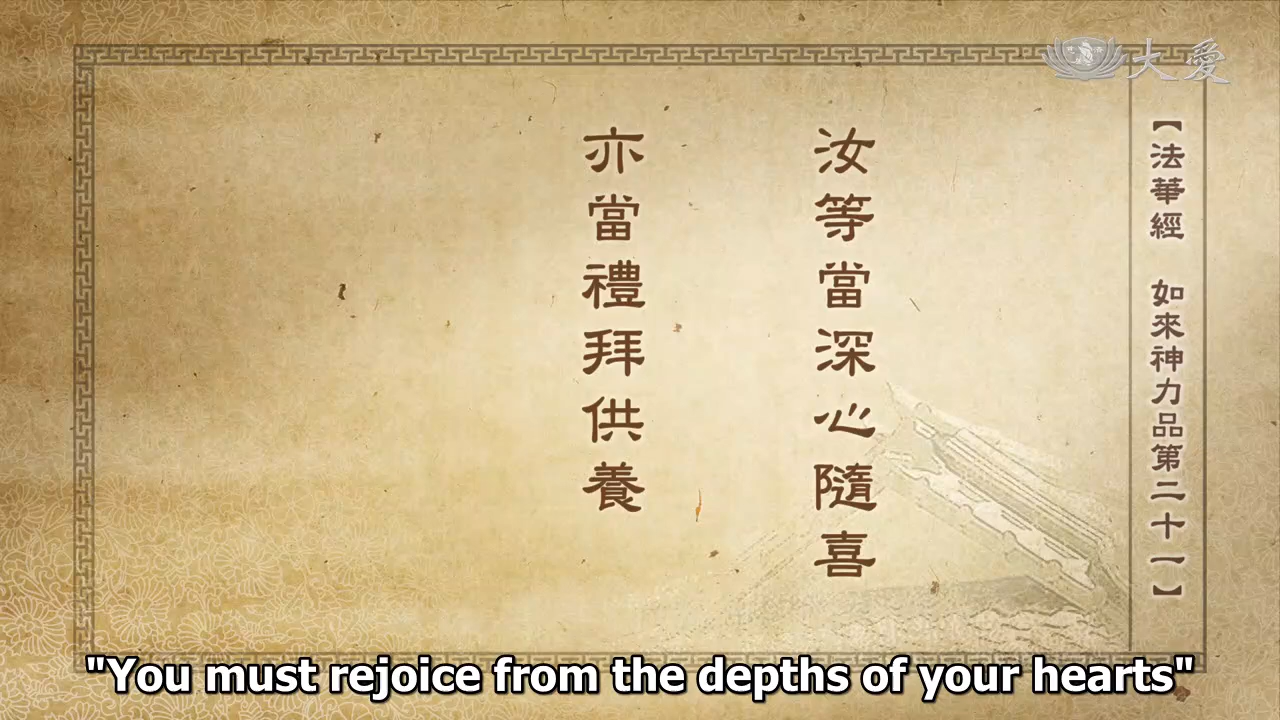 大愛
【法華經 如來神力品第二十一】
汝等當深心隨喜
亦當禮拜供養
"You must rejoice from the depths of your hearts"